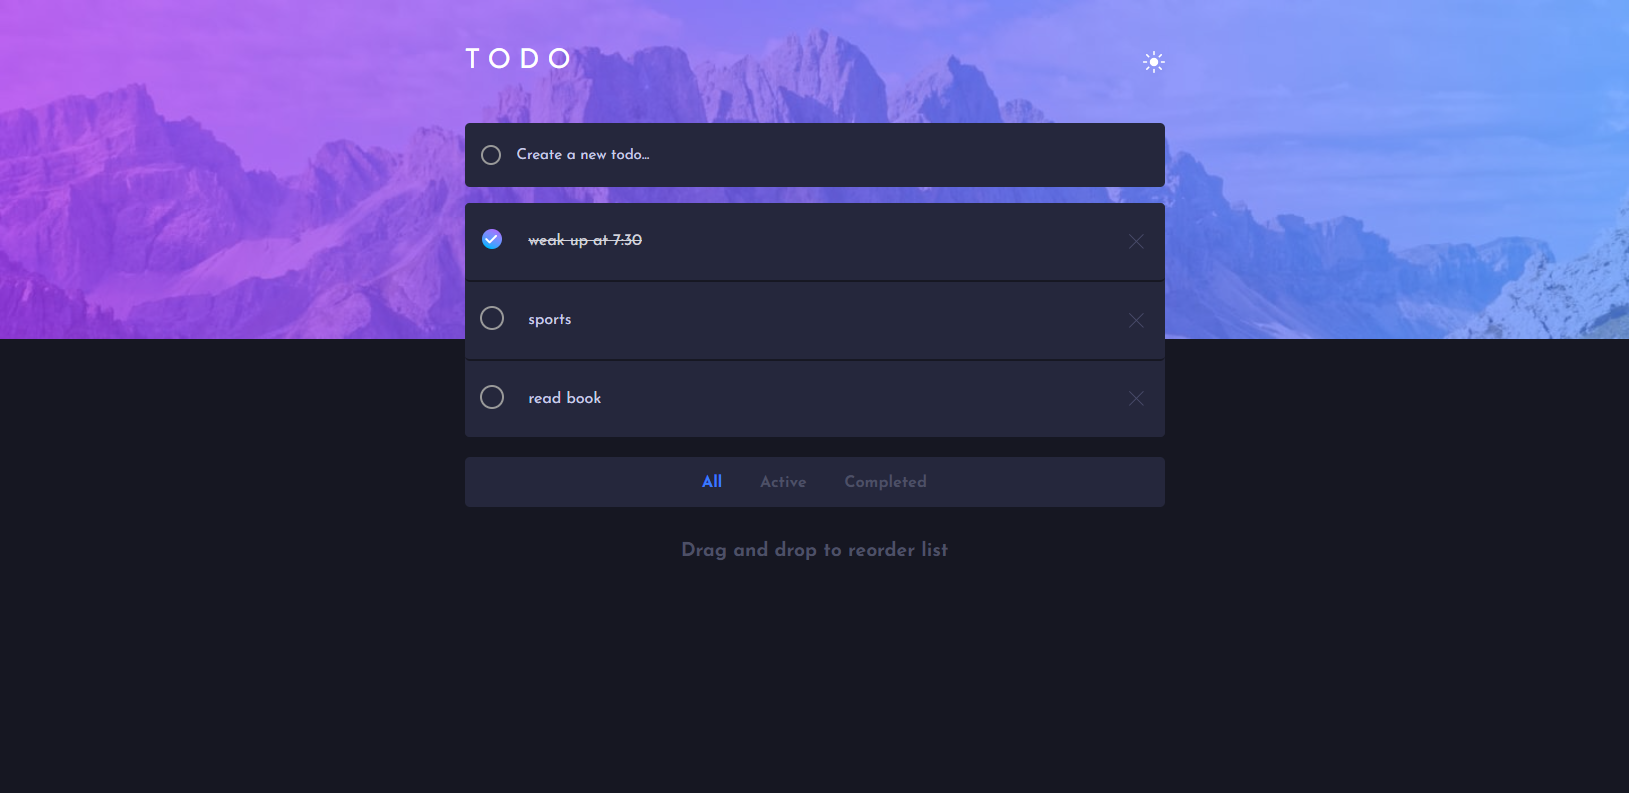 TODO
Create a new todo...
weak up at 7:30
sports
read book
All Active Completed
Drag and drop to reorder list